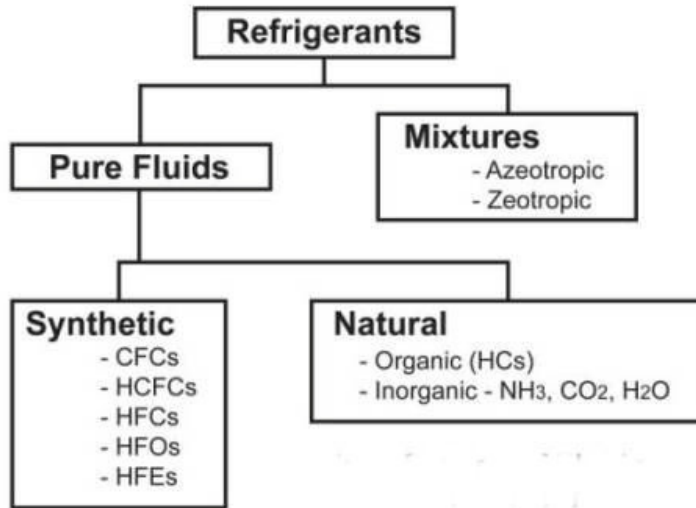 Refrigerants
Pure Fluids
Mixtures
- Azeotropic
- Zeotropic
Synthetic
- CFCs
- HCFCs
- HFCs
- HFOs
- HFEs
Natural
- Organic (HCs)
- Inorganic - NH3, CO2, H2O